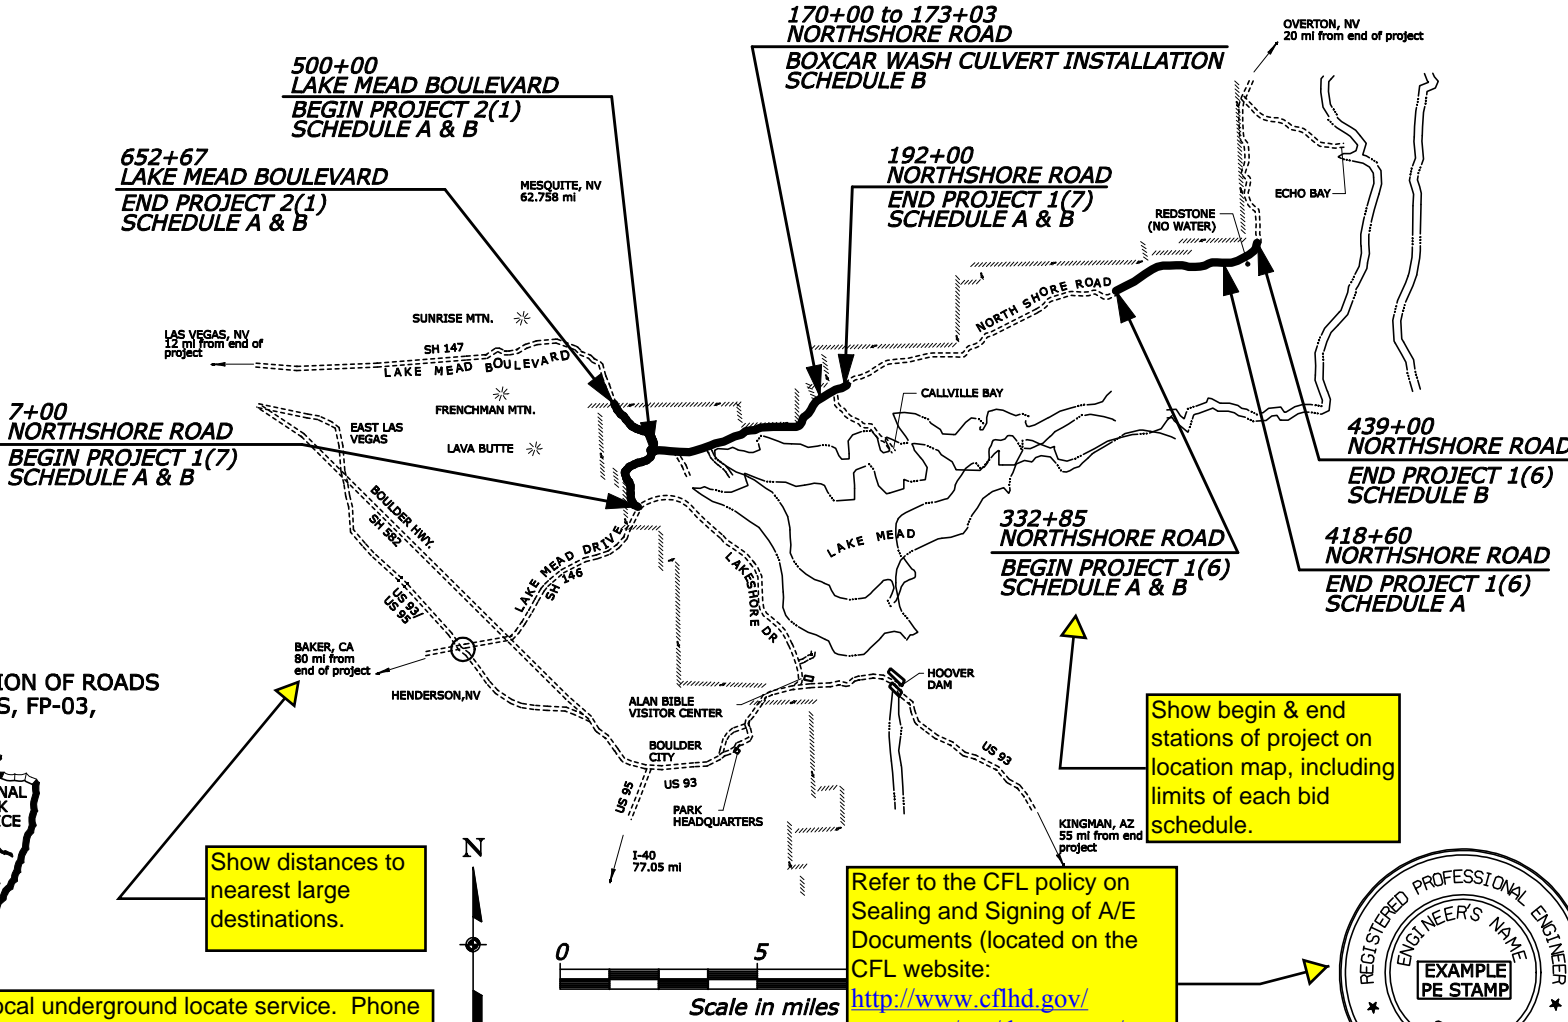 170+00 to 173+03
NORTHSHORE ROAD
BOXCAR WASH CULVERT INSTALLATION
SCHEDULE B
OVERTON, NV
20 mi from end of project
500+00
LAKE MEAD BOULEVARD
BEGIN PROJECT 2(1)
SCHEDULE A & B
652+67
LAKE MEAD BOULEVARD
END PROJECT 2(1)
SCHEDULE A & B
MESQUITE, NV
62.758 mi
192+00
NORTHSHORE ROAD
END PROJECT 1(7)
SCHEDULE A & B
ECHO BAY
REDSTONE
(NO WATER)
NORTH SHORE ROAD
SUNRISE MTN.
LAS VEGAS, NV
12 mi from end of
project
SH 147
LAKE MEAD BOULEVARD
FRENCHMAN MTN.
CALLVILLE BAY
7+00
NORTHSHORE ROAD
BEGIN PROJECT 1(7)
SCHEDULE A & B
EAST LAS
VEGAS
LAVA BUTTE
439+00
NORTHSHORE ROAD
END PROJECT 1(6)
SCHEDULE B
BOULDER HWY.
SH 582
332+85
NORTHSHORE ROAD
BEGIN PROJECT 1(6)
SCHEDULE A & B
418+60
NORTHSHORE ROAD
END PROJECT 1(6)
SCHEDULE A
LAKE MEAD
LAKE MEAD DRIVE
SH 146
LAKESHORE DR
US 93/
US 95
BAKER, CA
80 mi from
end of project
HENDERSON,NV
HOOVER
DAM
ALAN BIBLE
VISITOR CENTER
BOULDER
CITY
US 93
US 95
US 93
PARK
HEADQUARTERS
I-40
77.05 mi
KINGMAN, AZ
55 mi from end
project
ION OF ROADS
S, FP-03,
NAL
K
ICE
Show begin & end
stations of project on
location map, including
limits of each bid
schedule.
Show distances to
nearest large
destinations.
N
0 5
Scale in miles
Refer to the CFL policy on
Sealing and Signing of A/E
Documents (located on the
CFL website:
http://www.cflhd.gov/
REGISTERED PROFESSIONAL ENGINEER
ENGINEER'S NAME
EXAMPLE
PE STAMP
ocal underground locate service. Phone